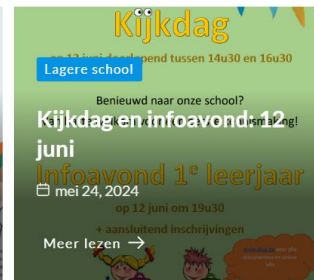 Kijkdag
op 12 juni doorlopend tussen 14u30 en 16u30
Lagere school
Benieuwd naar onze school?
Kijkdag en infoavond: 12
juni
Infoavond 1e leerjaar
mei 24, 2024
op 12 juni om 19u30
+ aansluitend inschrijvingen
Meer lezen →